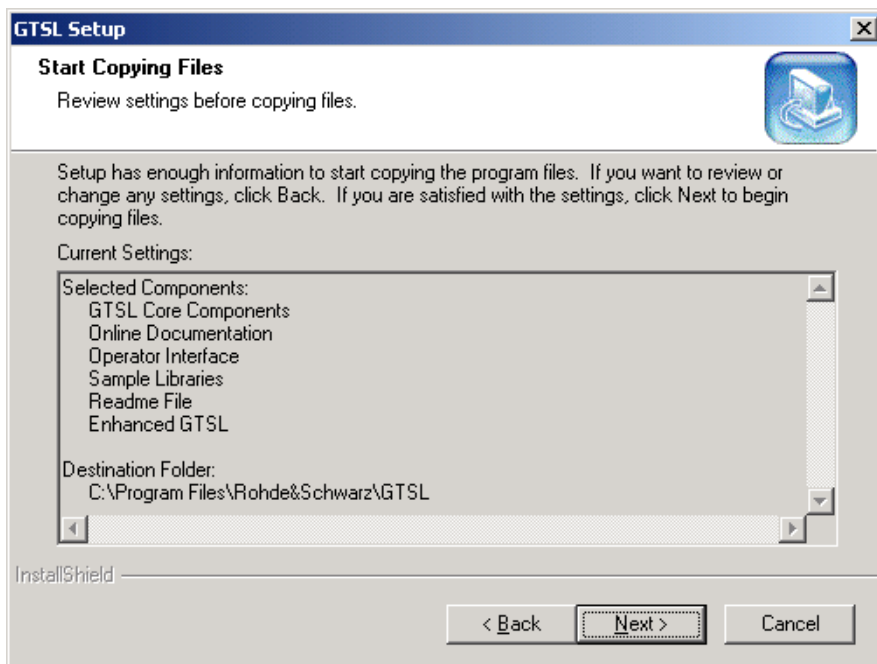 GTSL Setup
Start Copying Files
Review settings before copying files.
Setup has enough information to start copying the program files.  If you want to review or
change any settings, click Back.  If you are satisfied with the settings, click Next to begin
copying files.
Current Settings:
Selected Components:
GTSL Core Components
Online Documentation
Operator Interface
Sample Libraries
Readme File
Enhanced GTSL
Destination Folder:
C:\Program Files\Rohde&Schwarz\GTSL
InstallShield
< Back
Next >
Cancel